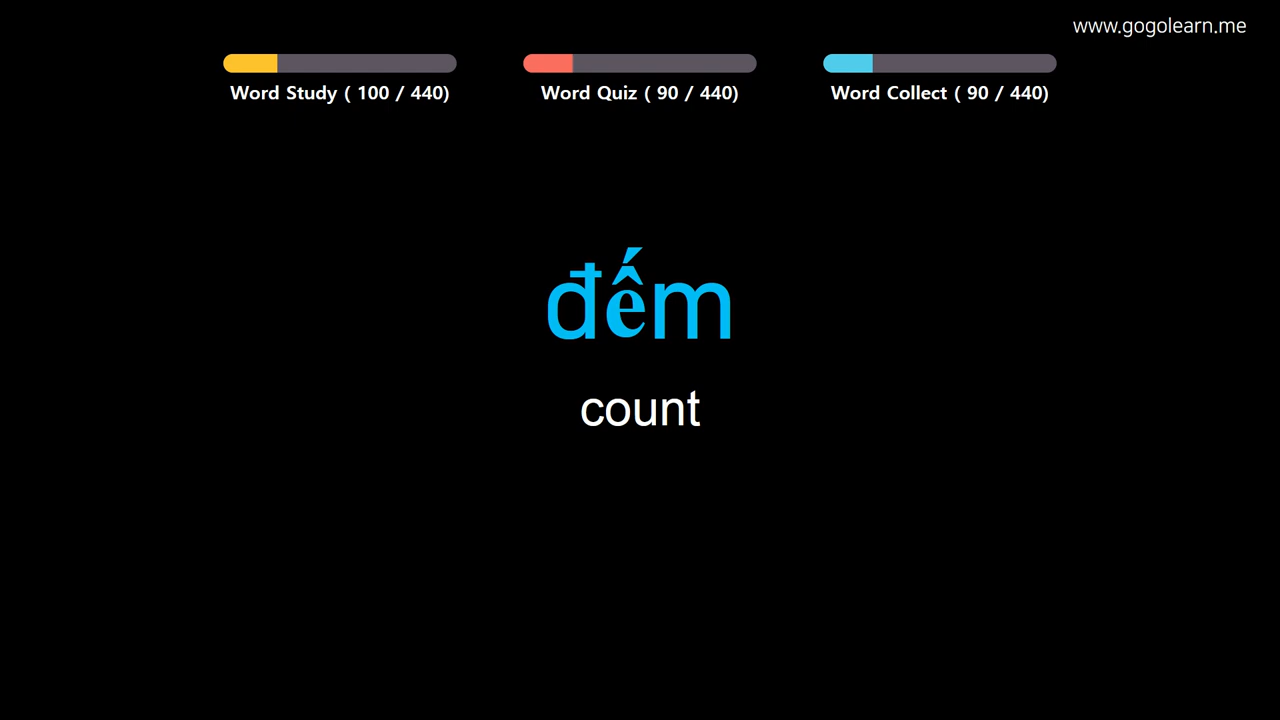 www.gogolearn.me
Word Study ( 100 / 440)
Word Quiz ( 90 / 440)
Word Collect ( 90 / 440)
đếm
count